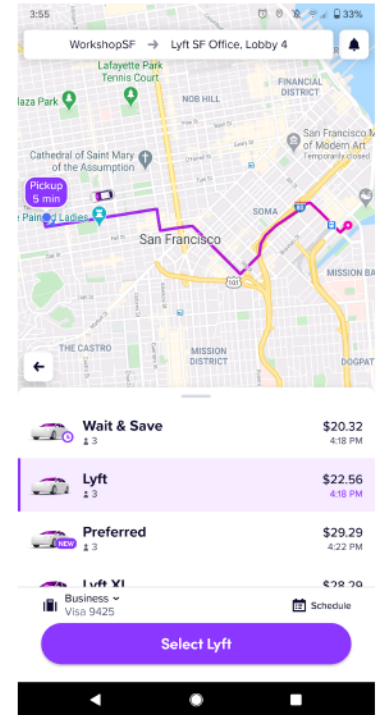 3:55
33%
WorkshopSF → Lyft SF Office, Lobby 4
Lafayette Park
Tennis Court
laza Park
NOB HILL
FINANCIAL
DISTRICT
San Francisco M
of Modern Art
Temporarily closed
Cathedral of Saint Mary
of the Assumption
Pickup
5 min
Painted Ladies
SOMA
San Francisco
101
MISSION BA
THE CASTRO
MISSION
DISTRICT
DOGPAT
Wait & Save $20.32
3 4:18 PM
Lyft $22.56
3 4:18 PM
NEW
Preferred $29.29
3 4:22 PM
Lyft XL $28.29
Business
Visa 9425
Schedule
Select Lyft